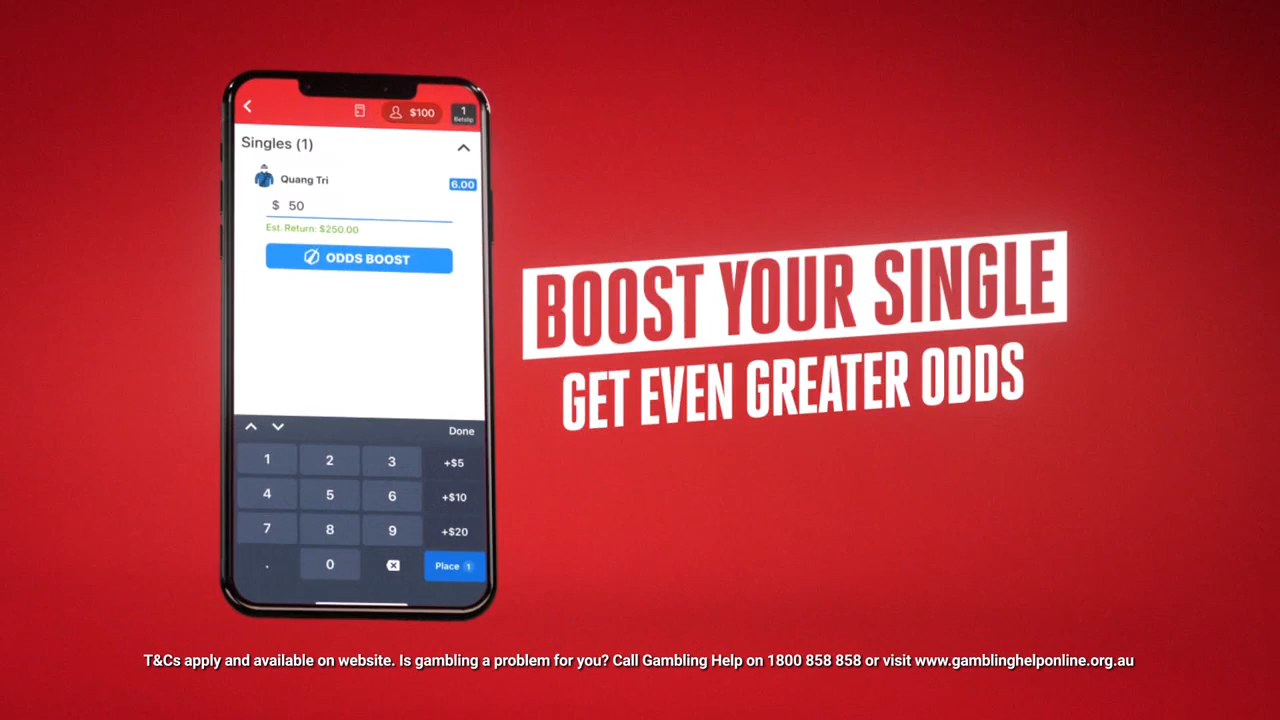 $100
1
Betslip
Singles (1)
Quang Tri
6.00
$ 50
Est. Return: $250.00
ODDS BOOST
BOOST YOUR SINGLE
GET EVEN GREATER ODDS
Done
1 2 3 +$5
4 5 6 +$10
7 8 9 +$20
. 0 Place 1
T&Cs apply and available on website. Is gambling a problem for you? Call Gambling Help on 1800 858 858 or visit www.gamblinghelponline.org.au